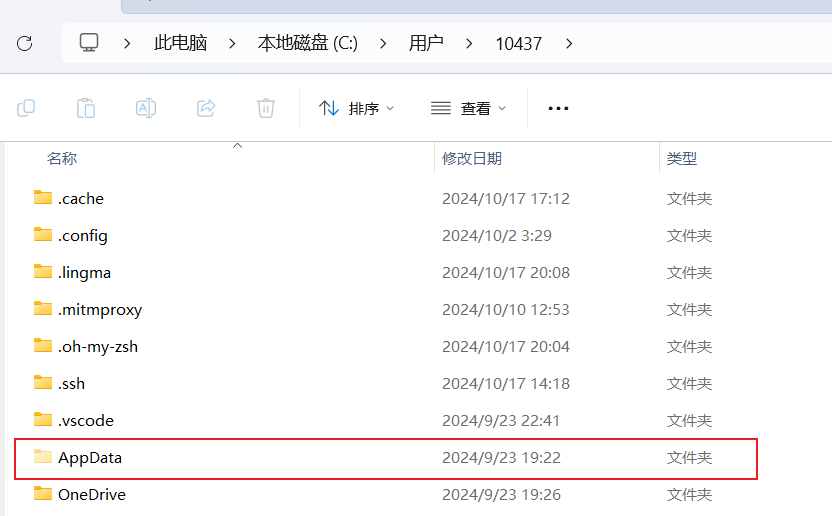 此电脑 > 本地磁盘 (C:) > 用户 > 10437 >
排序 查看 •••
名称 修改日期 类型
.cache 2024/10/17 17:12 文件夹
.config 2024/10/2 3:29 文件夹
.lingma 2024/10/17 20:08 文件夹
.mitmproxy 2024/10/10 12:53 文件夹
.oh-my-zsh 2024/10/17 20:04 文件夹
.ssh 2024/10/17 14:18 文件夹
.vscode 2024/9/23 22:41 文件夹
AppData 2024/9/23 19:22 文件夹
OneDrive 2024/9/23 19:26 文件夹